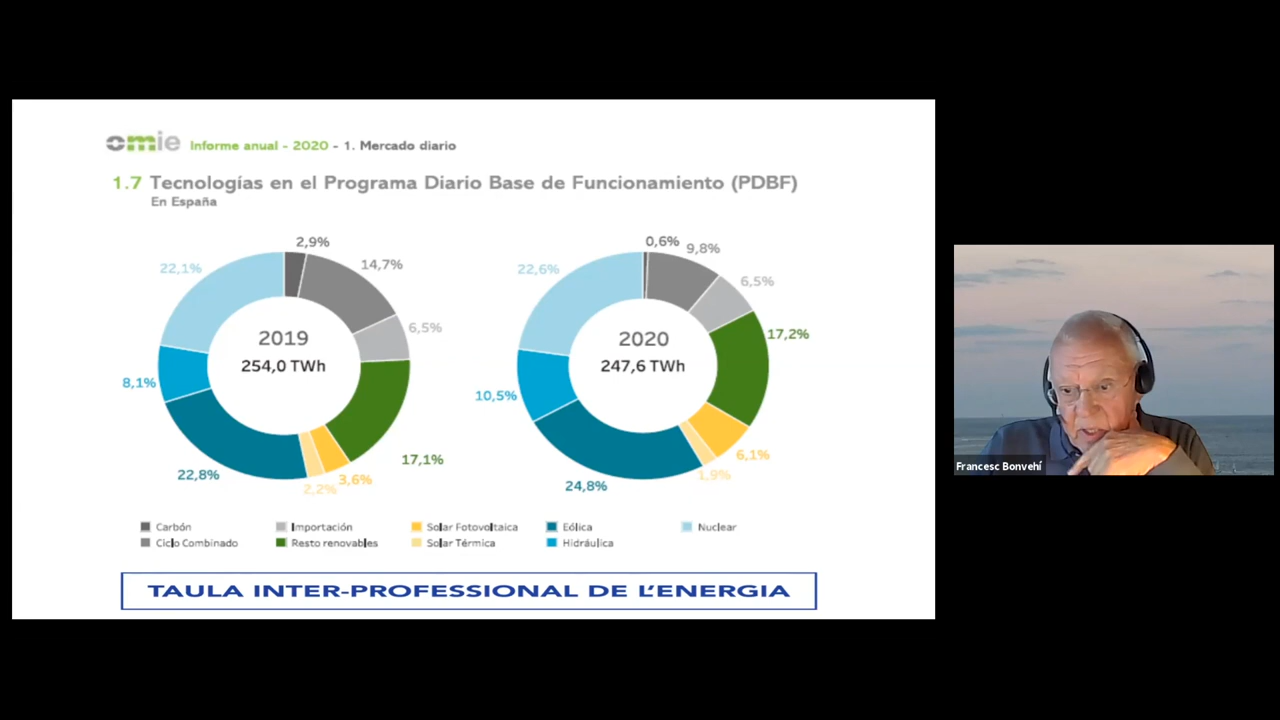 omie Informe anual - 2020 - 1. Mercado diario
1.7 Tecnologías en el Programa Diario Base de Funcionamiento (PDBF)
En España
2,9%
14,7%
6,5%
17,1%
3,6%
2,2%
22,8%
8,1%
22,1%
2019
254,0 TWh
0,6%
9,8%
6,5%
17,2%
6,1%
1,9%
24,8%
10,5%
22,6%
2020
247,6 TWh
Carbón
Importación
Solar Fotovoltaica
Eólica
Nuclear
Ciclo Combinado
Resto renovables
Solar Térmica
Hidráulica
TAULA INTER-PROFESSIONAL DE L'ENERGIA
Francesc Bonvehí